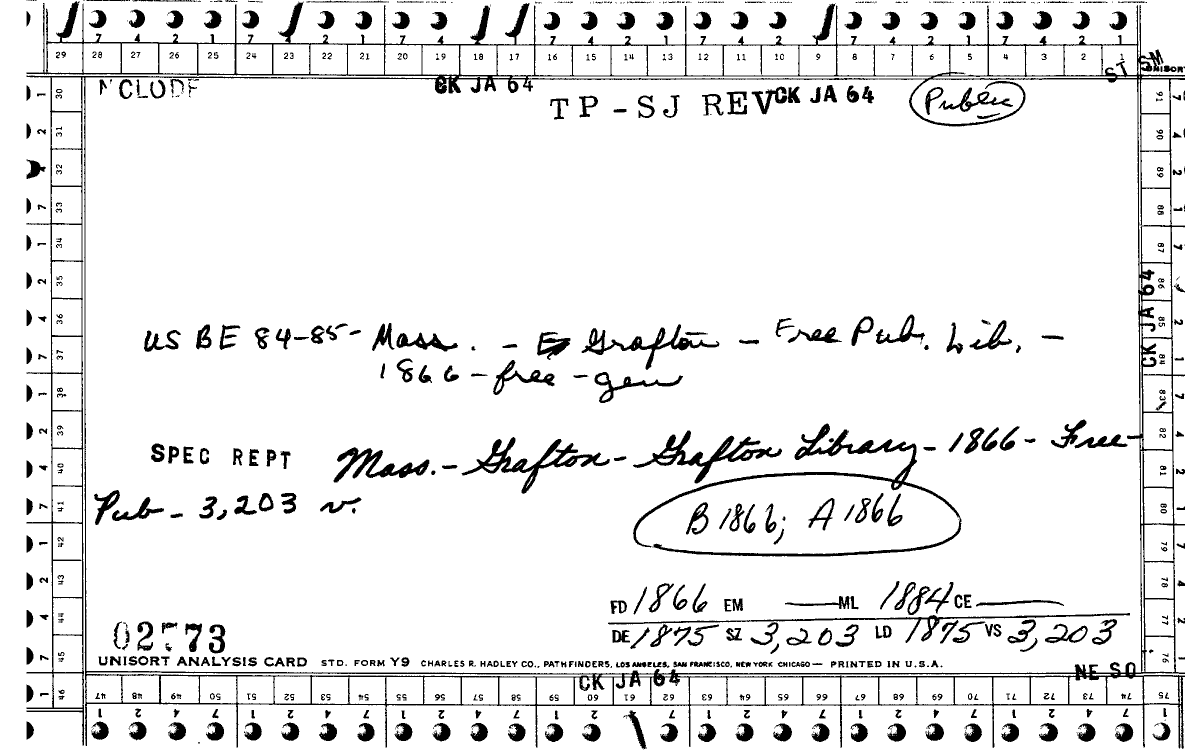 7 4 2 1 7 4 2 1 7 4 2 1 7 4 2 1 7 4 2 1 7 4 2 1 7 4 2 1
29 28 27 26 25 24 23 22 21 20 19 18 17 16 15 14 13 12 11 10 9 8 7 6 5 4 3 2 1
ST SM UNISORT
CK JA 64
TP-SJ REV CK JA 64 Public
US BE 84-85 - Mass. - Grafton - Free Pub. Lib. -
1866 - free - gen
SPEC REPT Mass. - Grafton - Grafton Library - 1866 - Free -
Pub - 3,203 v.
B 1866; A 1866
FD 1866 EM — ML 1884 CE —
DE 1875 SZ 3,203 LD 1875 VS 3,203
UNISORT ANALYSIS CARD STD. FORM Y9 CHARLES R. HADLEY CO., PATHFINDERS, LOS ANGELES, SAN FRANCISCO, NEW YORK CHICAGO — PRINTED IN U.S.A.
CK JA 64 NE SO
46 47 48 49 50 51 52 53 54 55 56 57 58 59 60 61 62 63 64 65 66 67 68 69 70 71 72 73 74 75
1 2 4 7 1 2 4 7 1 2 4 7 1 2 4 7 1 2 4 7 1 2 4 7 1 2 4 7
30 31 32 33 34 35 36 37 38 39 40 41 42 43 44 45
91 90 89 88 87 86 85 84 83 82 81 80 79 78 77 76
CK JA 64